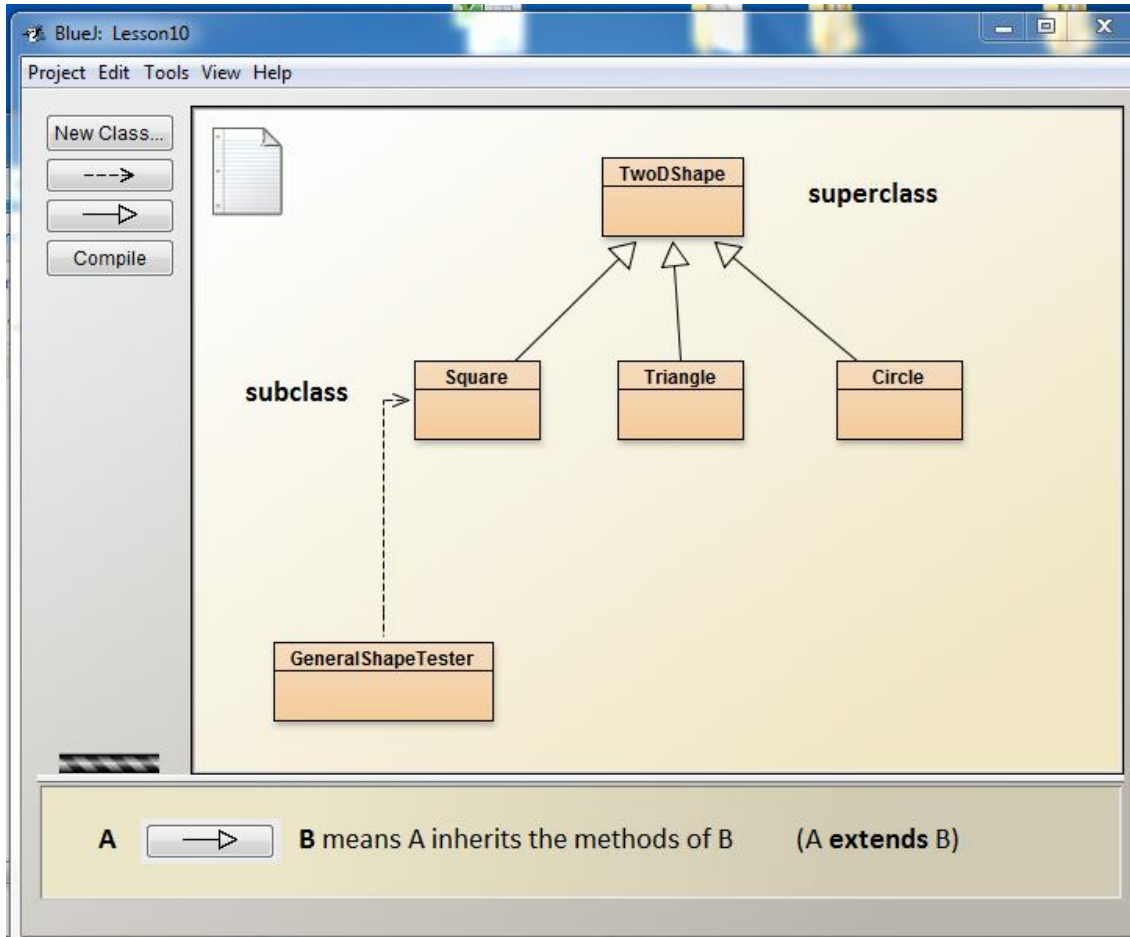 BlueJ: Lesson10
Project Edit Tools View Help
New Class...
Compile
TwoDShape
superclass
subclass
Square
Triangle
Circle
GeneralShapeTester
A B means A inherits the methods of B (A extends B)